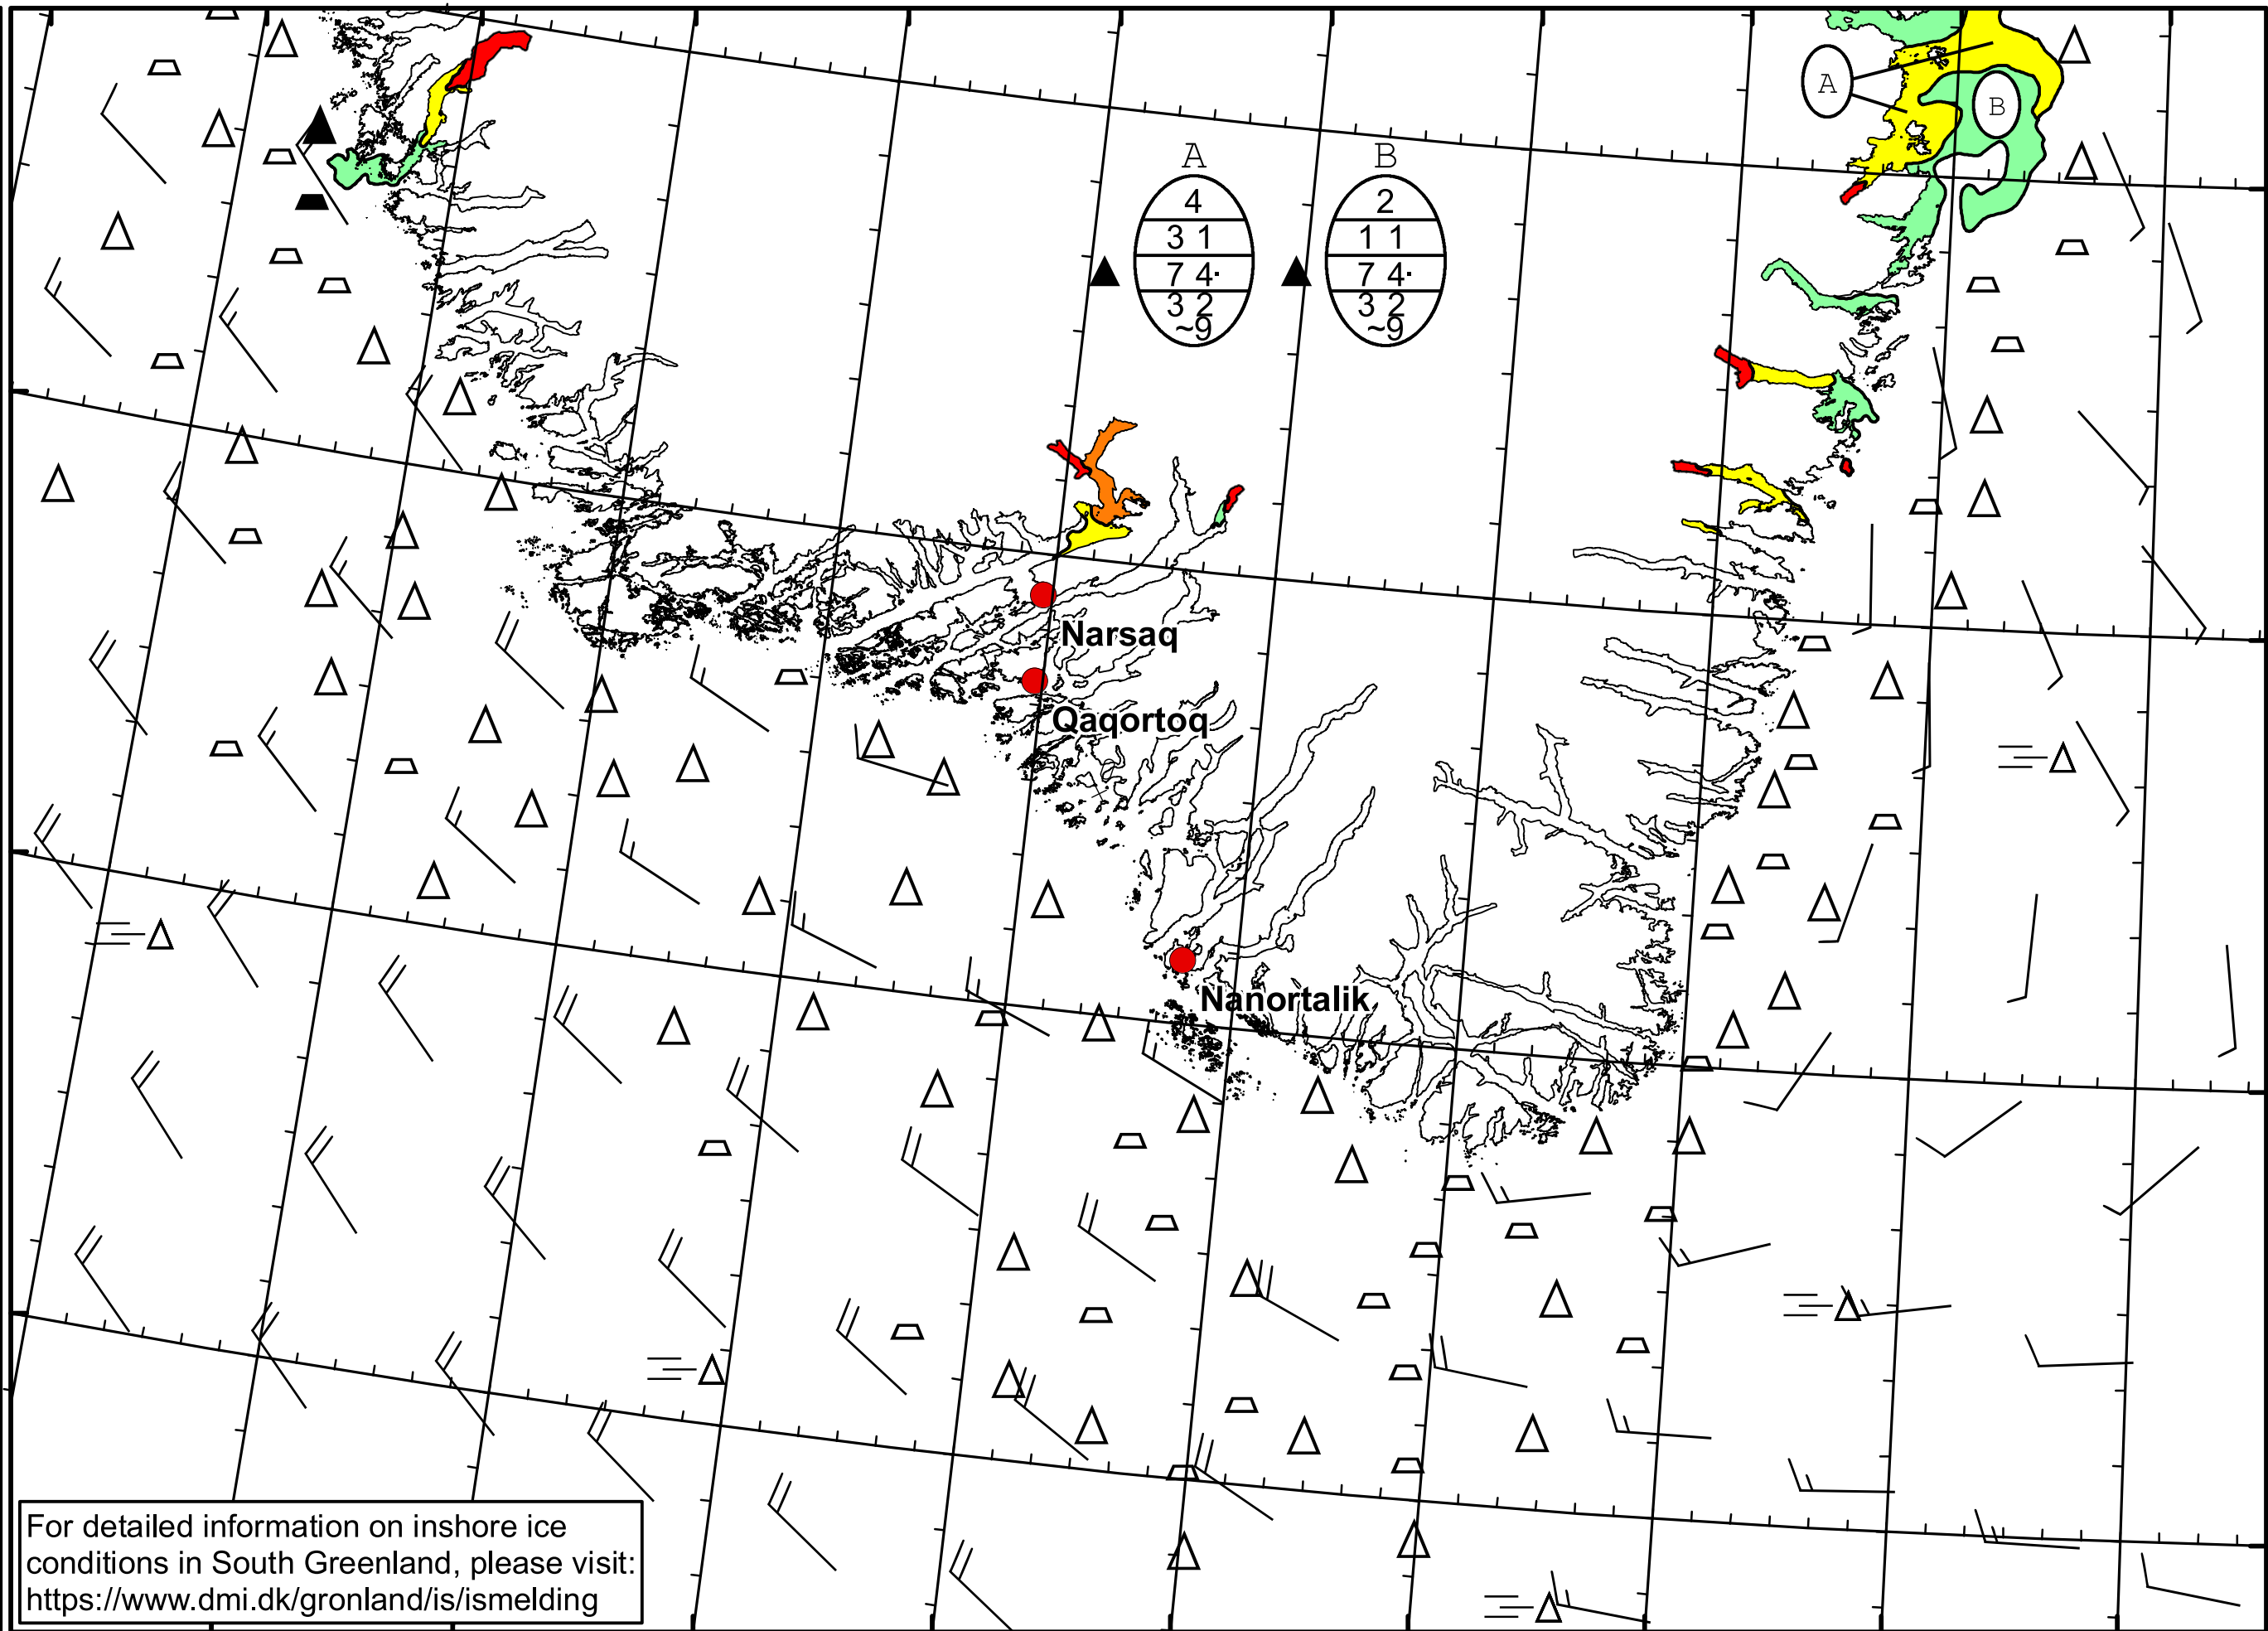 A
B
A
B
4
3 1
7 4·
3 2
~9
2
1 1
7 4·
3 2
~9
Narsaq
Qaqortoq
Nanortalik
For detailed information on inshore ice
conditions in South Greenland, please visit:
https://www.dmi.dk/gronland/is/ismelding